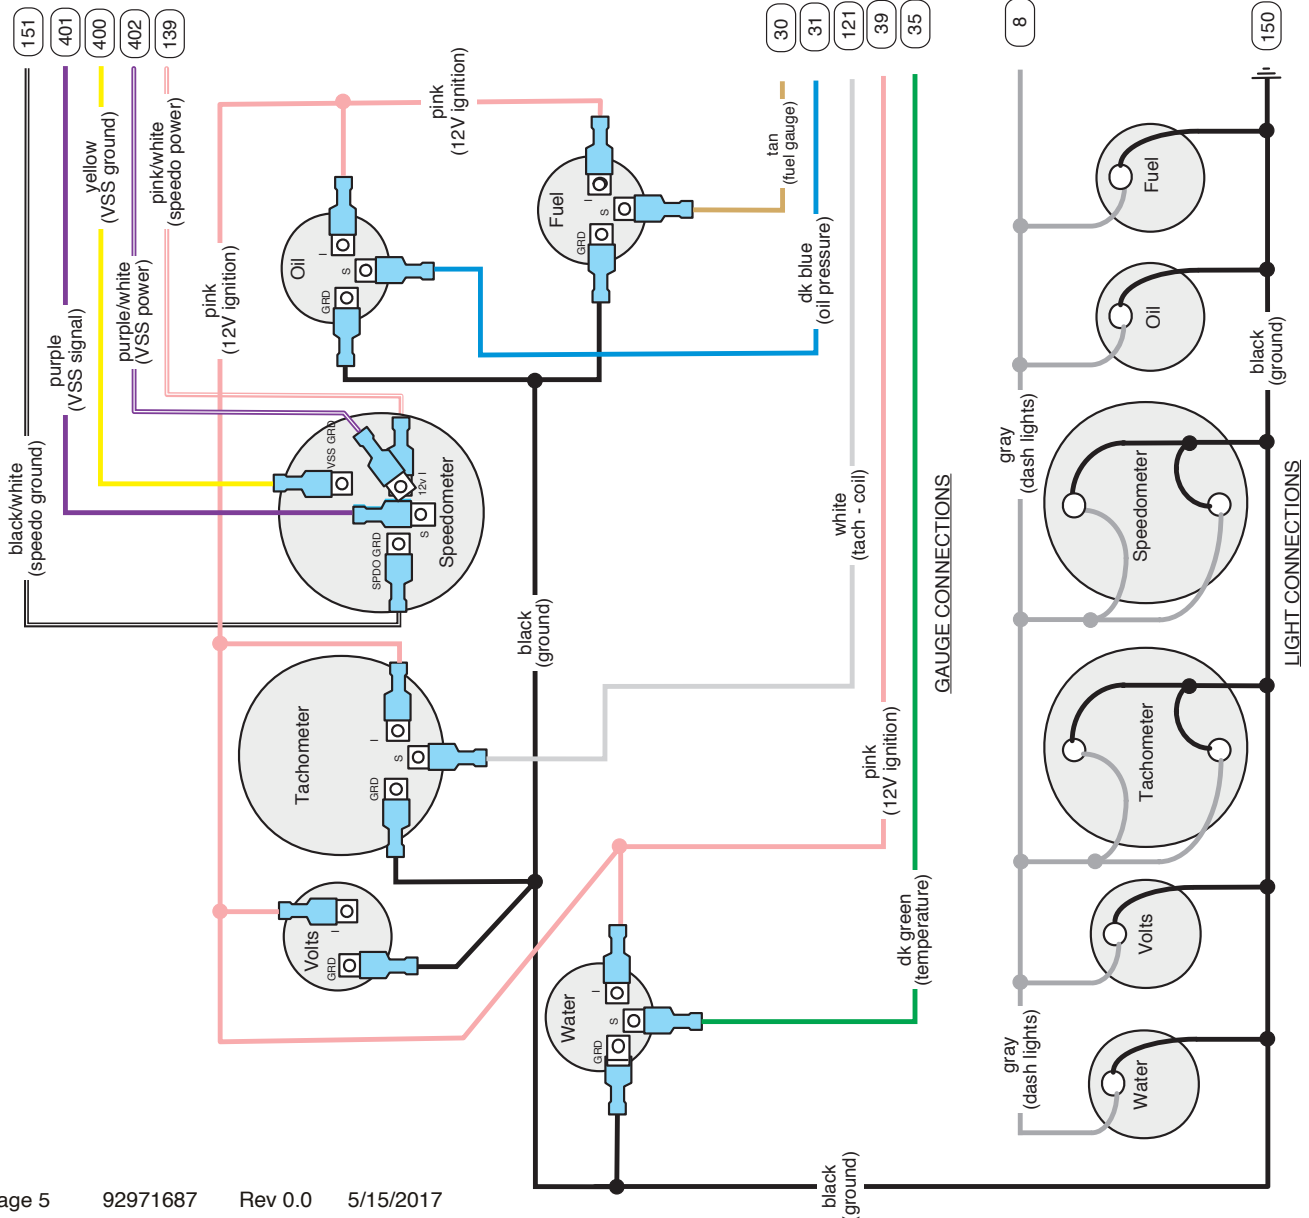 151
401
400
402
139
30
31
121
39
35
8
150
black/white
(speedo ground)
purple
(VSS signal)
yellow
(VSS ground)
purple/white
(VSS power)
pink/white
(speedo power)
pink
(12V ignition)
pink
(12V ignition)
tan
(fuel gauge)
dk blue
(oil pressure)
white
(tach - coil)
pink
(12V ignition)
dk green
(temperature)
black
(ground)
black
(ground)
Oil
I
S
GRD
Fuel
I
S
GRD
Speedometer
VSS GRD
12v I
S
SPDO GRD
Tachometer
I
S
GRD
Volts
I
GRD
Water
I
S
GRD
GAUGE CONNECTIONS
gray
(dash lights)
gray
(dash lights)
black
(ground)
Fuel
Oil
Speedometer
Tachometer
Volts
Water
LIGHT CONNECTIONS
age 5 92971687 Rev 0.0 5/15/2017